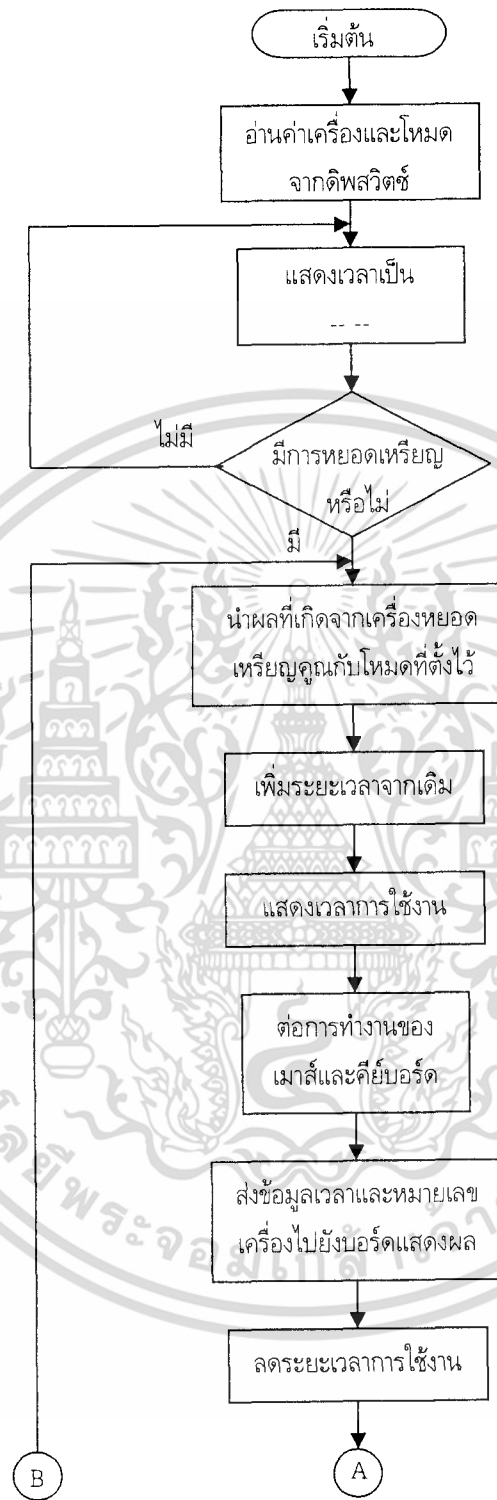 เริ่มต้น
อ่านค่าเครื่องและโหมด
จากดิพสวิตซ์
แสดงเวลาเป็น
-- --
ไม่มี
มีการหยอดเหรียญ
หรือไม่
มี
นำผลที่เกิดจากเครื่องหยอด
เหรียญคูณกับโหมดที่ตั้งไว้
เพิ่มระยะเวลาจากเดิม
แสดงเวลาการใช้งาน
ต่อการทำงานของ
เมาส์และคีย์บอร์ด
ส่งข้อมูลเวลาและหมายเลข
เครื่องไปยังบอร์ดแสดงผล
ลดระยะเวลาการใช้งาน
B
A